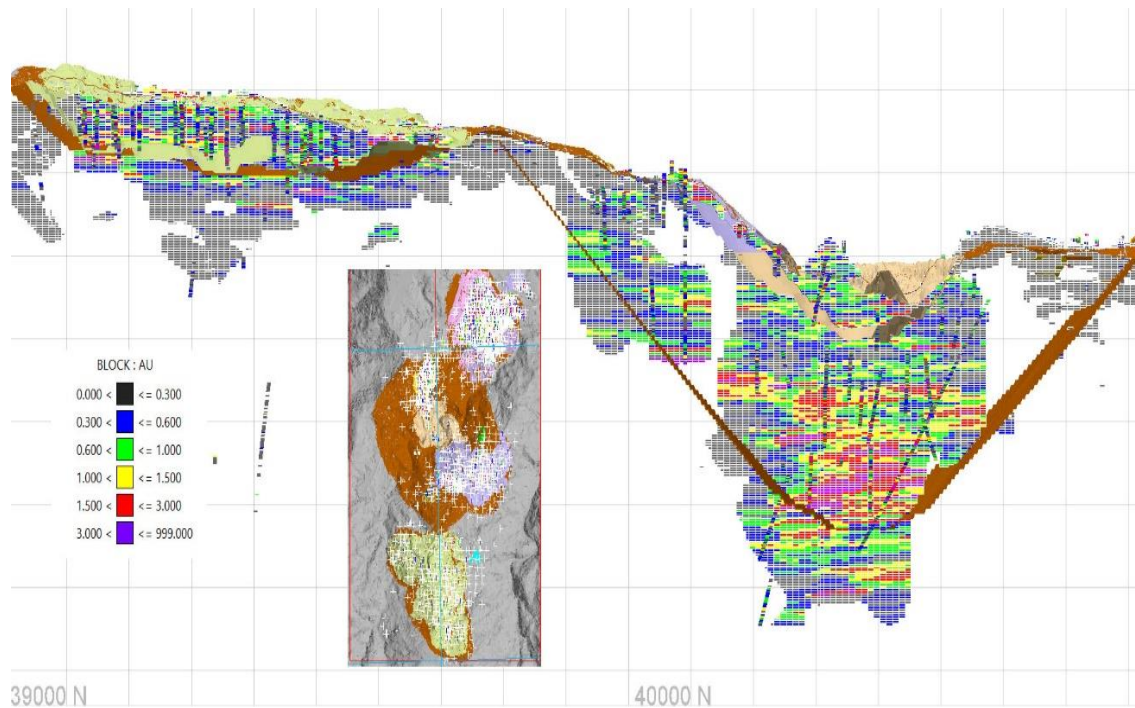 BLOCK : AU
0.000 < <= 0.300
0.300 < <= 0.600
0.600 < <= 1.000
1.000 < <= 1.500
1.500 < <= 3.000
3.000 < <= 999.000
39000 N
40000 N